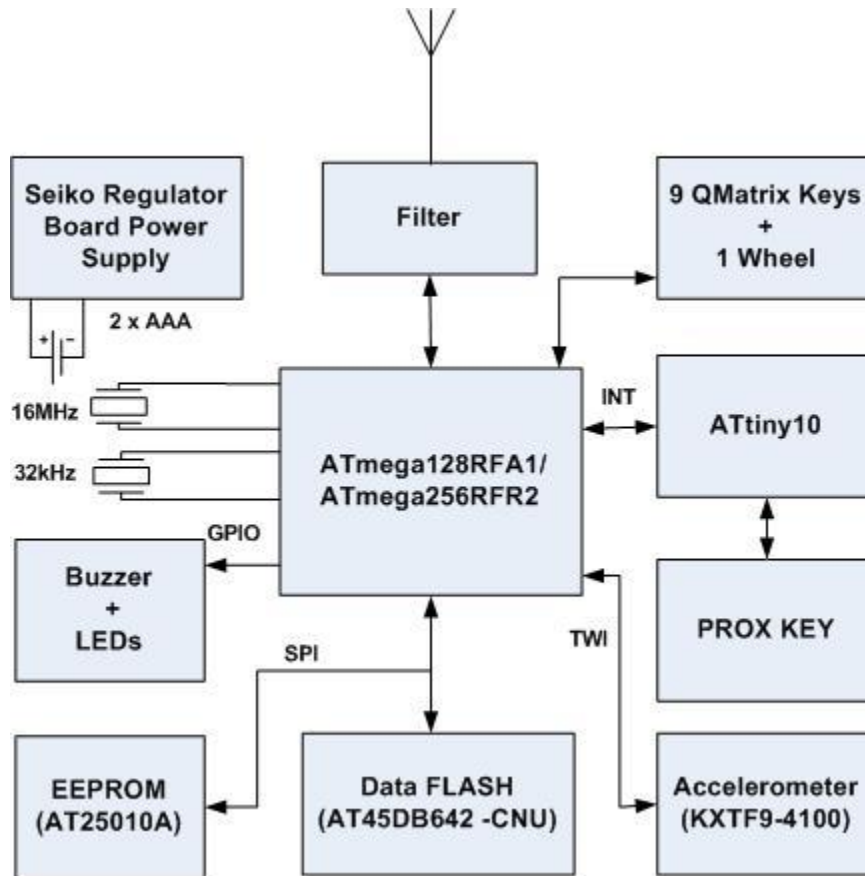 Seiko Regulator
Board Power
Supply
Filter
9 QMatrix Keys
+
1 Wheel
2 x AAA
+ −
16MHz
32kHz
ATmega128RFA1/
ATmega256RFR2
INT
ATtiny10
GPIO
Buzzer
+
LEDs
SPI
TWI
PROX KEY
EEPROM
(AT25010A)
Data FLASH
(AT45DB642 -CNU)
Accelerometer
(KXTF9-4100)